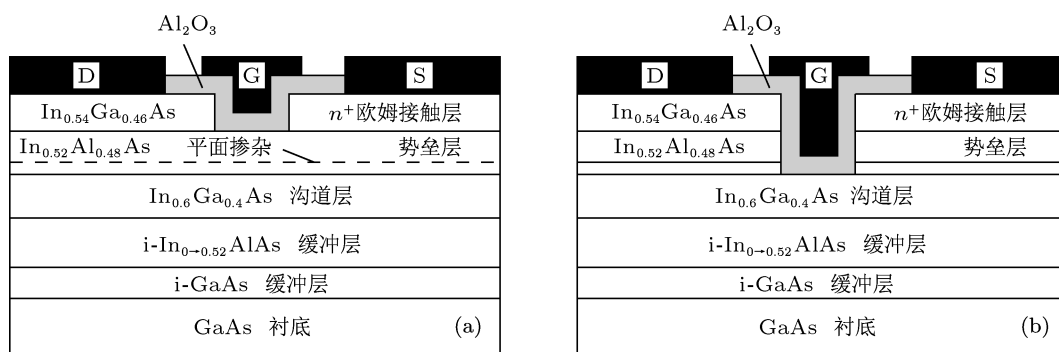 Al₂O₃
D G S
In₀.₅₄Ga₀.₄₆As n⁺欧姆接触层
In₀.₅₂Al₀.₄₈As 平面掺杂 势垒层
In₀.₆Ga₀.₄As 沟道层
i-In₀→₀.₅₂AlAs 缓冲层
i-GaAs 缓冲层
GaAs 衬底 (a)
Al₂O₃
D G S
In₀.₅₄Ga₀.₄₆As n⁺欧姆接触层
In₀.₅₂Al₀.₄₈As 势垒层
In₀.₆Ga₀.₄As 沟道层
i-In₀→₀.₅₂AlAs 缓冲层
i-GaAs 缓冲层
GaAs 衬底 (b)